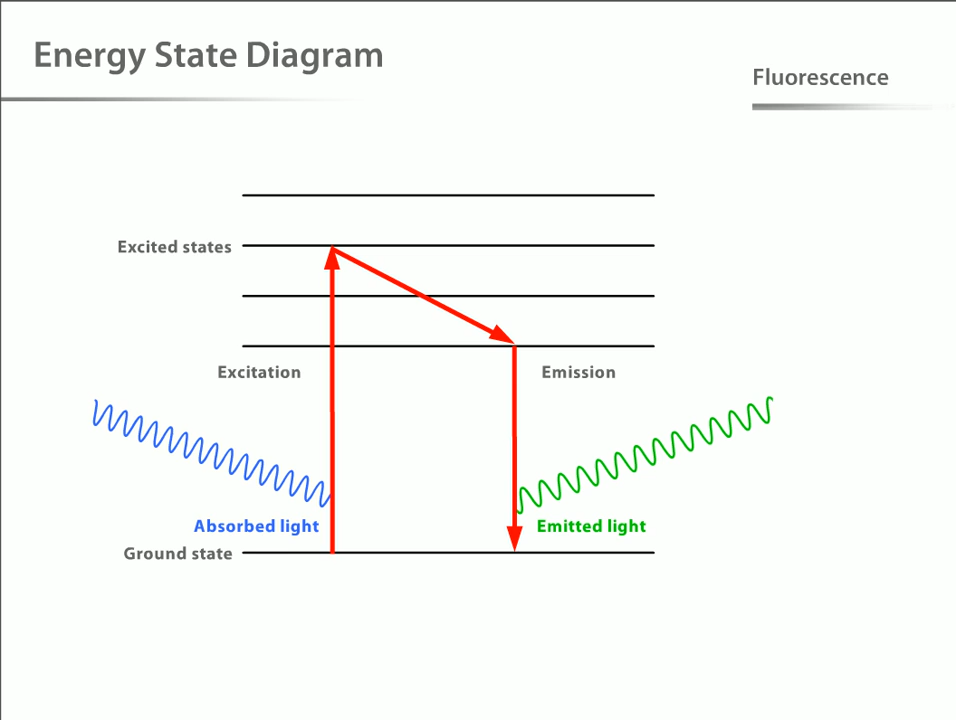 Energy State Diagram
Fluorescence
Excited states
Excitation
Emission
Absorbed light
Emitted light
Ground state